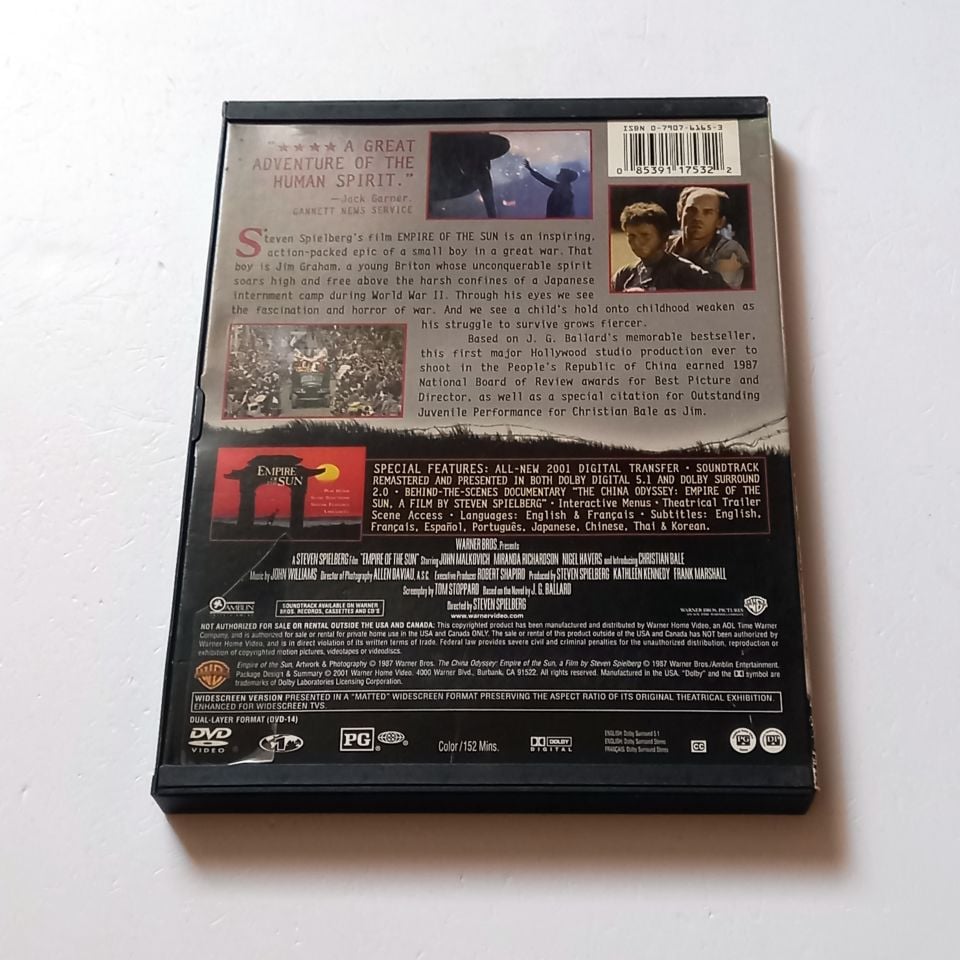 "★★★★ A GREAT
ADVENTURE OF THE
HUMAN SPIRIT."
—Jack Garner,
GANNETT NEWS SERVICE
ISBN 0-7907-6165-3
0 85391 17532 2
Steven Spielberg's film EMPIRE OF THE SUN is an inspiring,
action-packed epic of a small boy in a great war. That
boy is Jim Graham, a young Briton whose unconquerable spirit
soars high and free above the harsh confines of a Japanese
internment camp during World War II. Through his eyes we see
the fascination and horror of war. And we see a child's hold onto childhood weaken as
his struggle to survive grows fiercer.
Based on J. G. Ballard's memorable bestseller,
this first major Hollywood studio production ever to
shoot in the People's Republic of China earned 1987
National Board of Review awards for Best Picture and
Director, as well as a special citation for Outstanding
Juvenile Performance for Christian Bale as Jim.
EMPIRE
OF THE
SUN
SPECIAL FEATURES: ALL-NEW 2001 DIGITAL TRANSFER • SOUNDTRACK
REMASTERED AND PRESENTED IN BOTH DOLBY DIGITAL 5.1 AND DOLBY SURROUND
2.0 • BEHIND-THE-SCENES DOCUMENTARY "THE CHINA ODYSSEY: EMPIRE OF THE
SUN, A FILM BY STEVEN SPIELBERG" • Interactive Menus • Theatrical Trailer
Scene Access • Languages: English & Français • Subtitles: English,
Français, Español, Português, Japanese, Chinese, Thai & Korean.
WARNER BROS. Presents
A STEVEN SPIELBERG Film "EMPIRE OF THE SUN" Starring JOHN MALKOVICH MIRANDA RICHARDSON NIGEL HAVERS and Introducing CHRISTIAN BALE
Music by JOHN WILLIAMS Director of Photography ALLEN DAVIAU, A.S.C. Executive Producer ROBERT SHAPIRO Produced by STEVEN SPIELBERG KATHLEEN KENNEDY FRANK MARSHALL
Screenplay by TOM STOPPARD Based on the Novel by J. G. BALLARD
Directed by STEVEN SPIELBERG
www.warnervideo.com
AMBLIN
SOUNDTRACK AVAILABLE ON WARNER
BROS. RECORDS, CASSETTES AND CD'S
WARNER BROS. PICTURES
NOT AUTHORIZED FOR SALE OR RENTAL OUTSIDE THE USA AND CANADA: This copyrighted product has been manufactured and distributed by Warner Home Video, an AOL Time Warner
Company, and is authorized for sale or rental for private home use in the USA and Canada ONLY. The sale or rental of this product outside of the USA and Canada has NOT been authorized by
Warner Home Video, and is in direct violation of its written terms of trade. Federal law provides severe civil and criminal penalties for the unauthorized distribution, reproduction or
exhibition of copyrighted motion pictures, videotapes or videodiscs.
Empire of the Sun, Artwork & Photography © 1987 Warner Bros. The China Odyssey: Empire of the Sun, a Film by Steven Spielberg © 1987 Warner Bros./Amblin Entertainment.
Package Design & Summary © 2001 Warner Home Video. 4000 Warner Blvd., Burbank, CA 91522. All rights reserved. Manufactured in the USA. "Dolby" and the DD symbol are
trademarks of Dolby Laboratories Licensing Corporation.
WIDESCREEN VERSION PRESENTED IN A "MATTED" WIDESCREEN FORMAT PRESERVING THE ASPECT RATIO OF ITS ORIGINAL THEATRICAL EXHIBITION.
ENHANCED FOR WIDESCREEN TVS.
DUAL-LAYER FORMAT (DVD-14)
DVD
VIDEO
1
PG
Color/152 Mins.
DOLBY
DIGITAL
ENGLISH: Dolby Surround 5.1
ENGLISH: Dolby Surround Stereo
FRANÇAIS: Dolby Surround Stereo
CC
PG